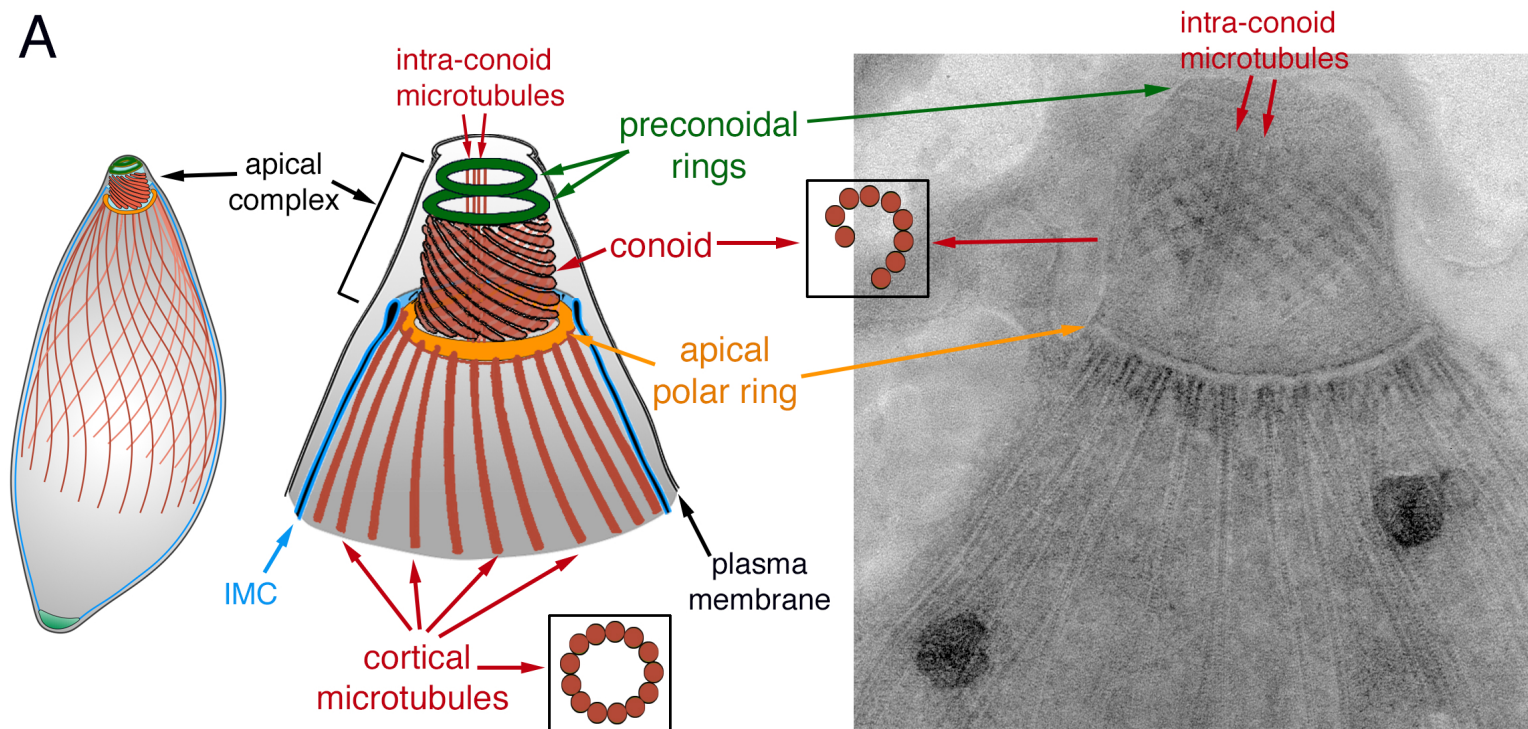 A
intra-conoid
microtubules
intra-conoid
microtubules
preconoidal
rings
apical
complex
conoid
apical
polar ring
IMC
plasma
membrane
cortical
microtubules